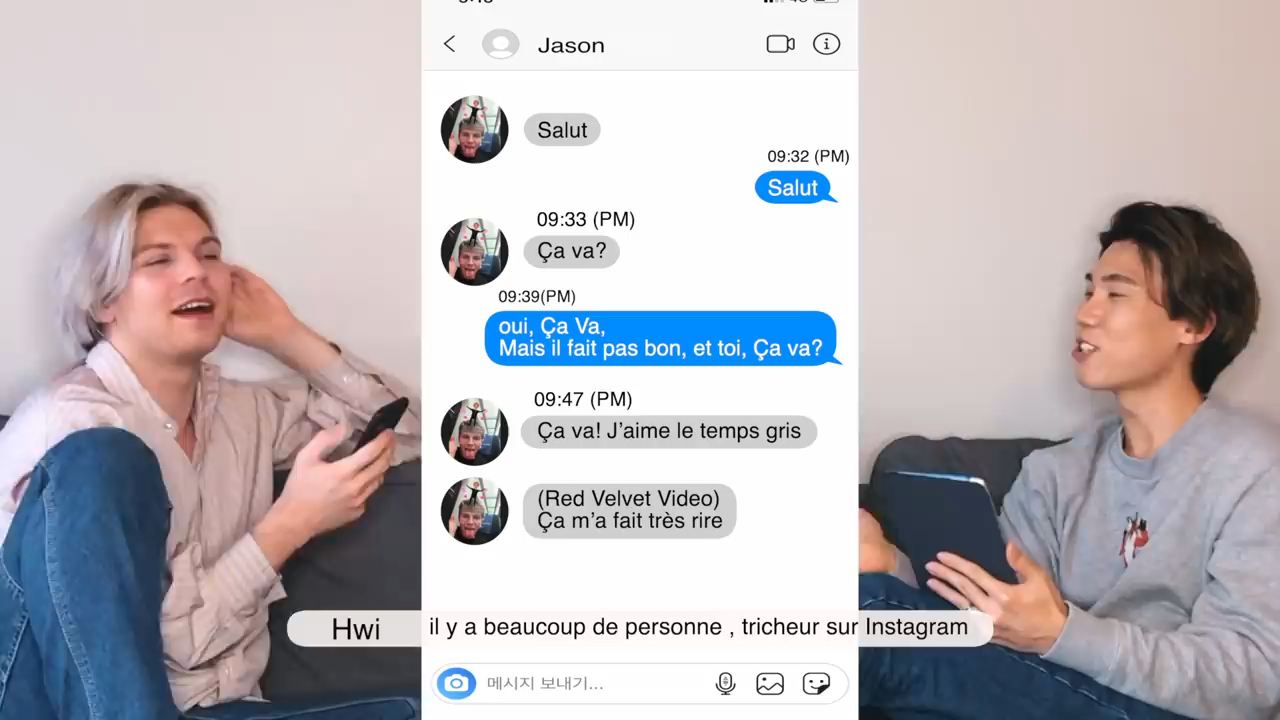 Jason
Salut
09:32 (PM)
Salut
09:33 (PM)
Ça va?
09:39(PM)
oui, Ça Va,
Mais il fait pas bon, et toi, Ça va?
09:47 (PM)
Ça va! J'aime le temps gris
(Red Velvet Video)
Ça m'a fait très rire
Hwi il y a beaucoup de personne , tricheur sur Instagram
메시지 보내기...